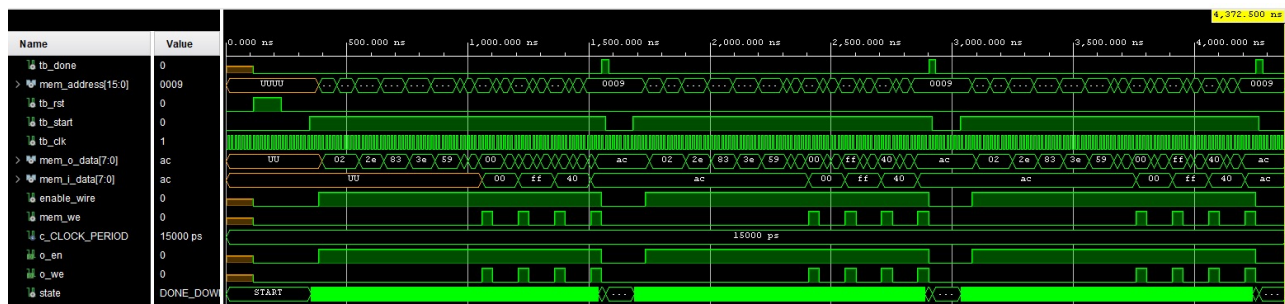 4,372.500 ns
Name Value 0.000 ns 500.000 ns 1,000.000 ns 1,500.000 ns 2,000.000 ns 2,500.000 ns 3,000.000 ns 3,500.000 ns 4,000.000 ns
tb_done 0
> mem_address[15:0] 0009 UUUU ... ... ... ... ... ... ... 0009 ... ... ... ... ... ... ... 0009 ... ... ... ... ... ... ... 0009
tb_rst 0
tb_start 0
tb_clk 1
> mem_o_data[7:0] ac UU 02 2e 83 3e 59 00 ac 02 2e 83 3e 59 00 ff 40 ac 02 2e 83 3e 59 00 ff 40 ac
> mem_i_data[7:0] ac UU 00 ff 40 ac 00 ff 40 ac 00 ff 40 ac
enable_wire 0
mem_we 0
c_CLOCK_PERIOD 15000 ps 15000 ps
o_en 0
o_we 0
state DONE_DOW START ... ... ...